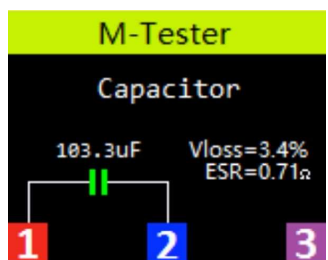 M-Tester
Capacitor
103.3uF
Vloss=3.4%
ESR=0.71Ω
1 2 3